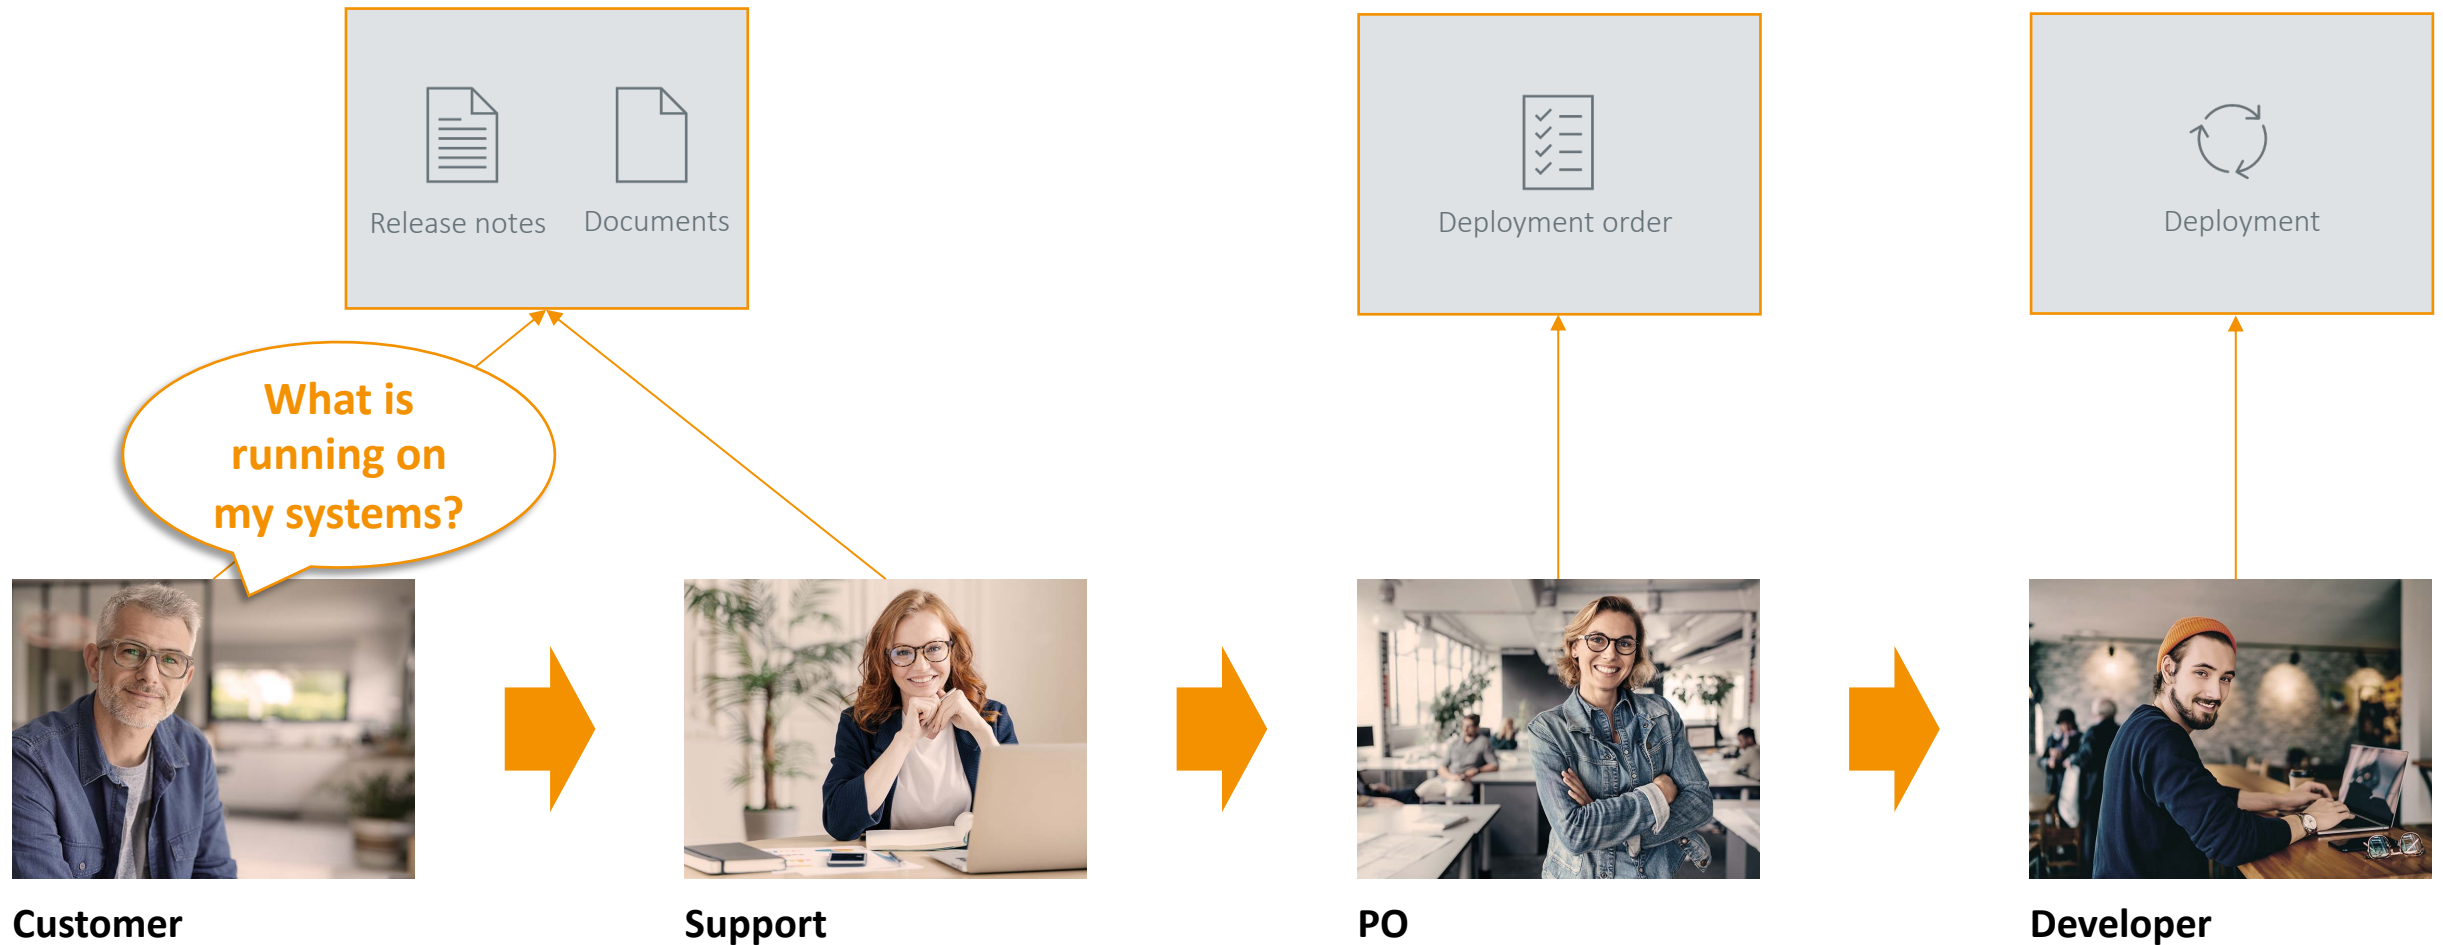 Release notes
Documents
Deployment order
Deployment
What is
running on
my systems?
Customer
Support
PO
Developer